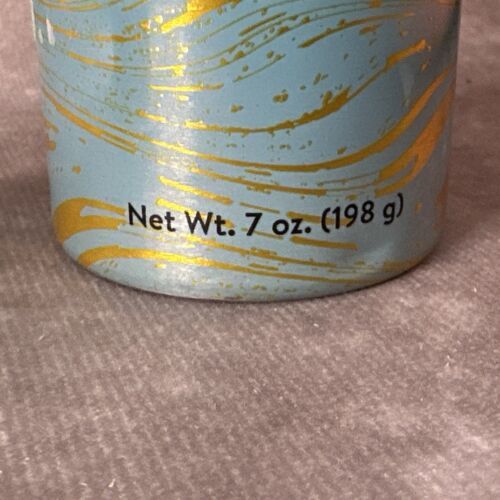 Net Wt. 7 oz. (198 g)